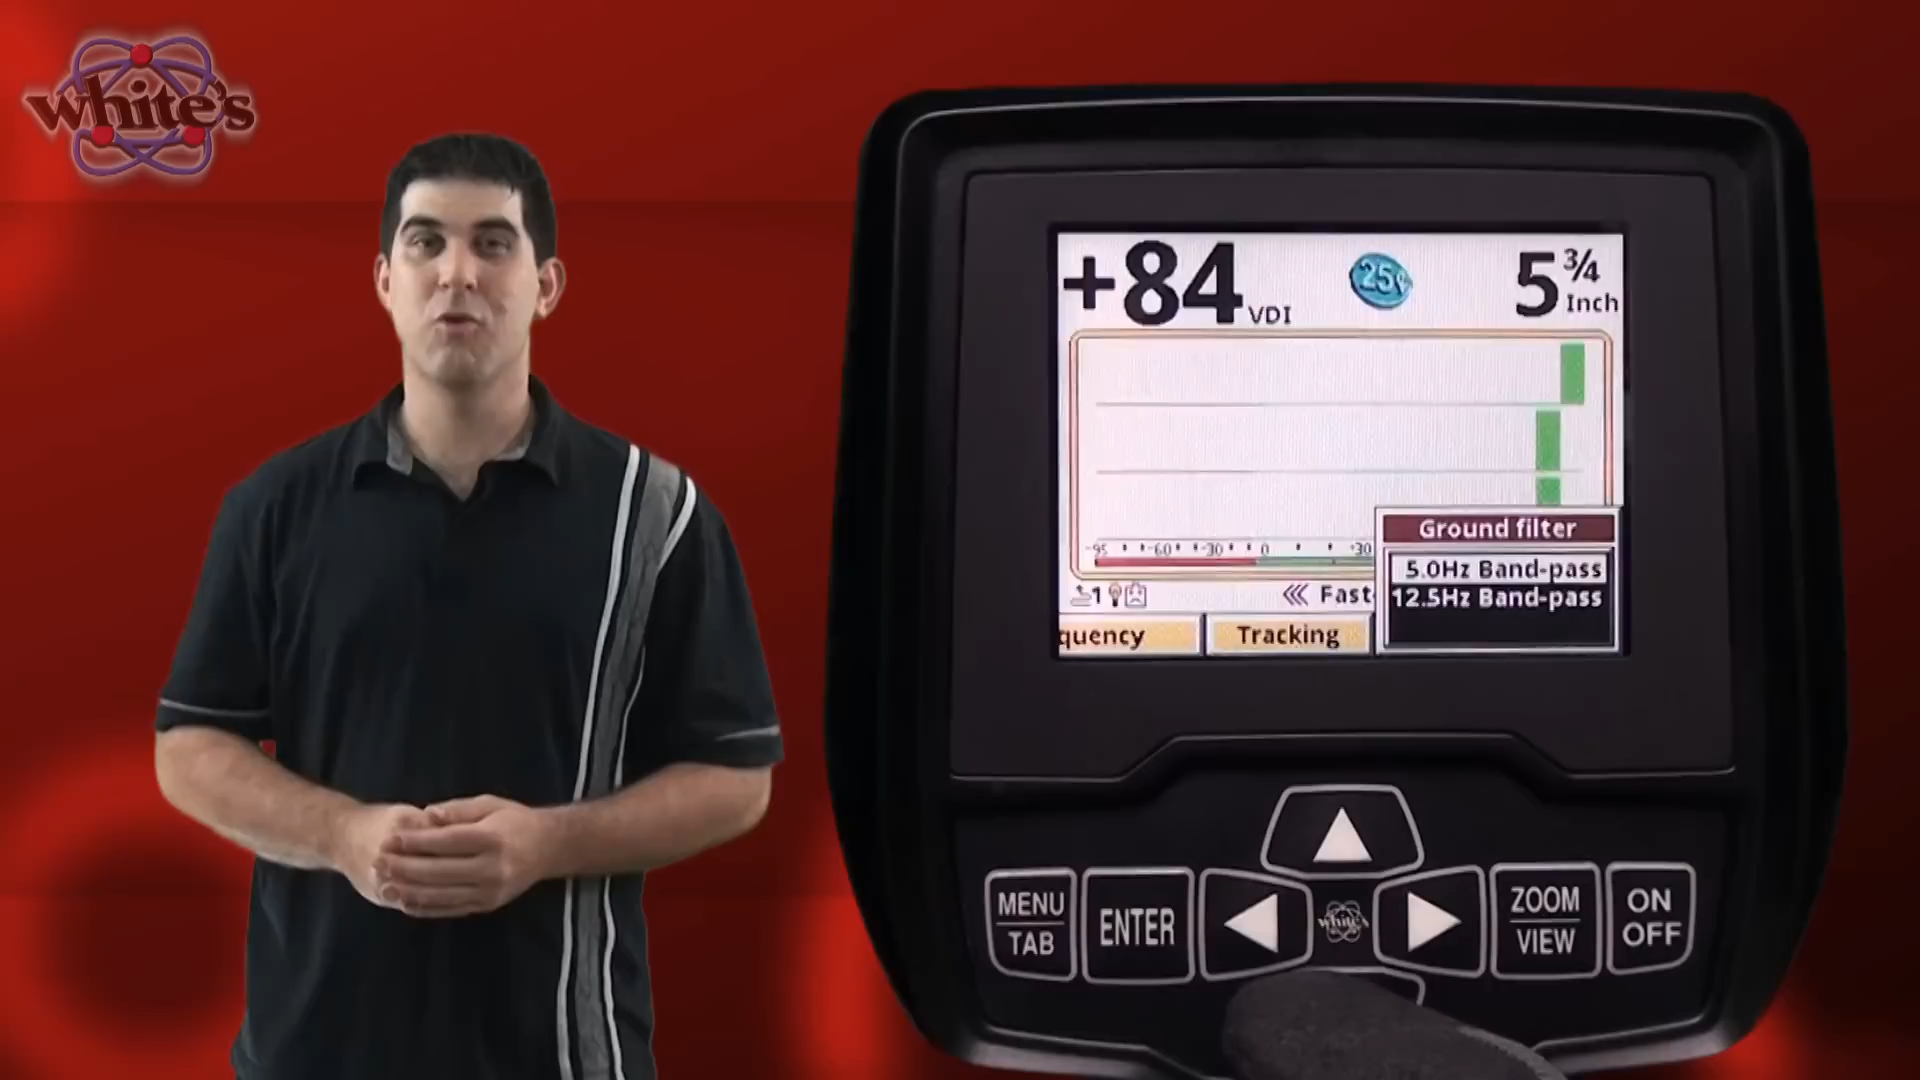 white's
+84 VDI
25¢
5 3/4 Inch
-95 -60 -30 0 +30
Ground filter
5.0Hz Band-pass
12.5Hz Band-pass
1
Fast
quency
Tracking
MENU
TAB
ENTER
white's
ZOOM
VIEW
ON
OFF